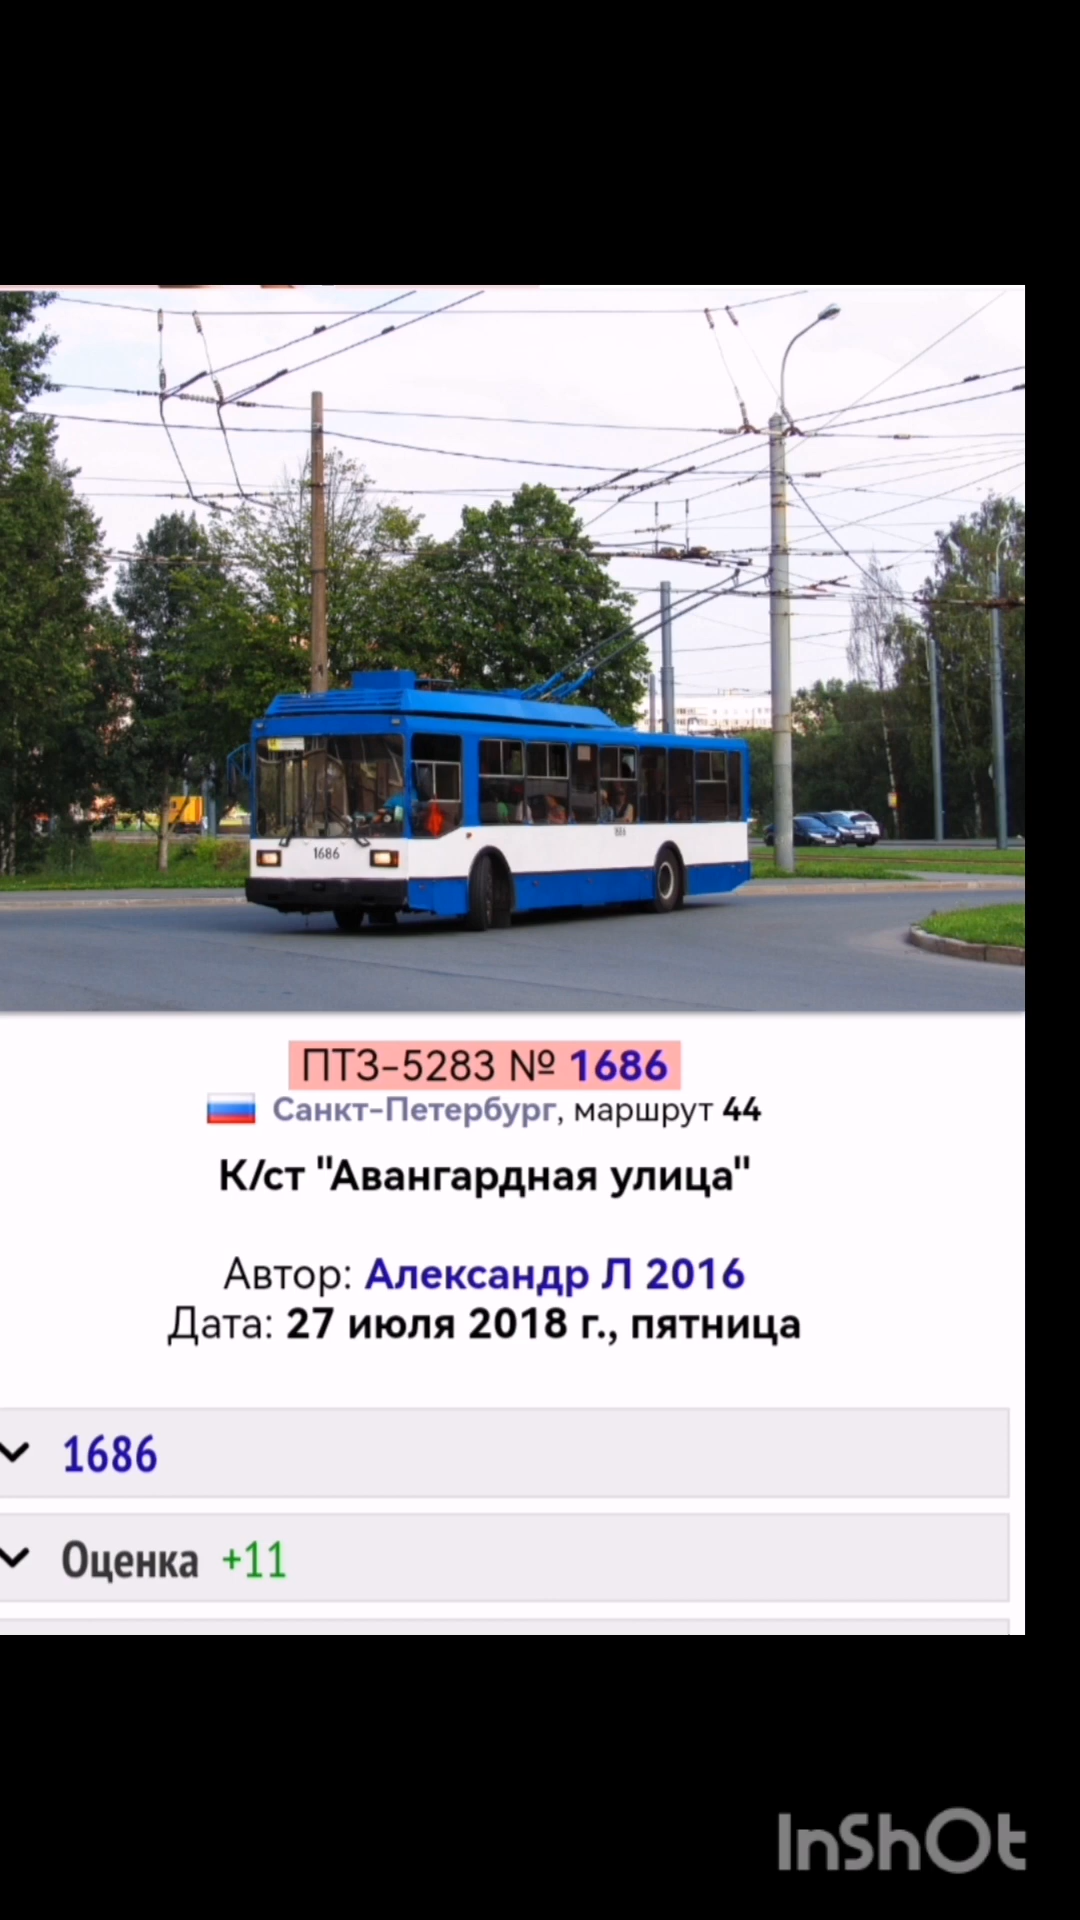 1686
1686
ПТЗ-5283 № 1686
Санкт-Петербург, маршрут 44
К/ст "Авангардная улица"
Автор: Александр Л 2016
Дата: 27 июля 2018 г., пятница
1686
Оценка +11
InShOt